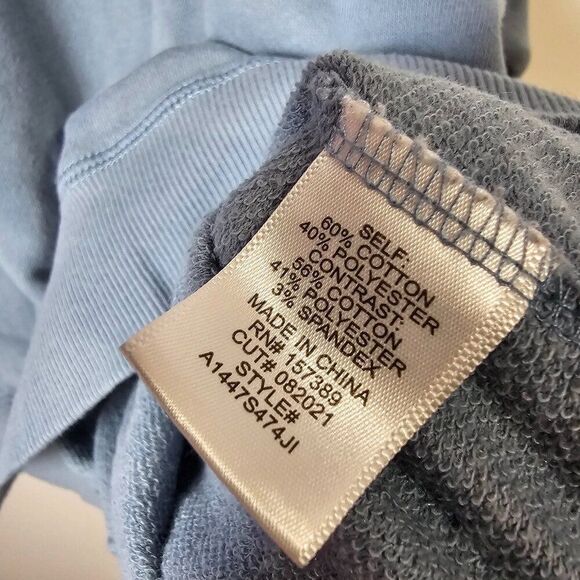 SELF:
60% COTTON
40% POLYESTER
CONTRAST:
56% COTTON
41% POLYESTER
3% SPANDEX
MADE IN CHINA
RN# 157389
CUT# 082021
STYLE#
A1447S474JI